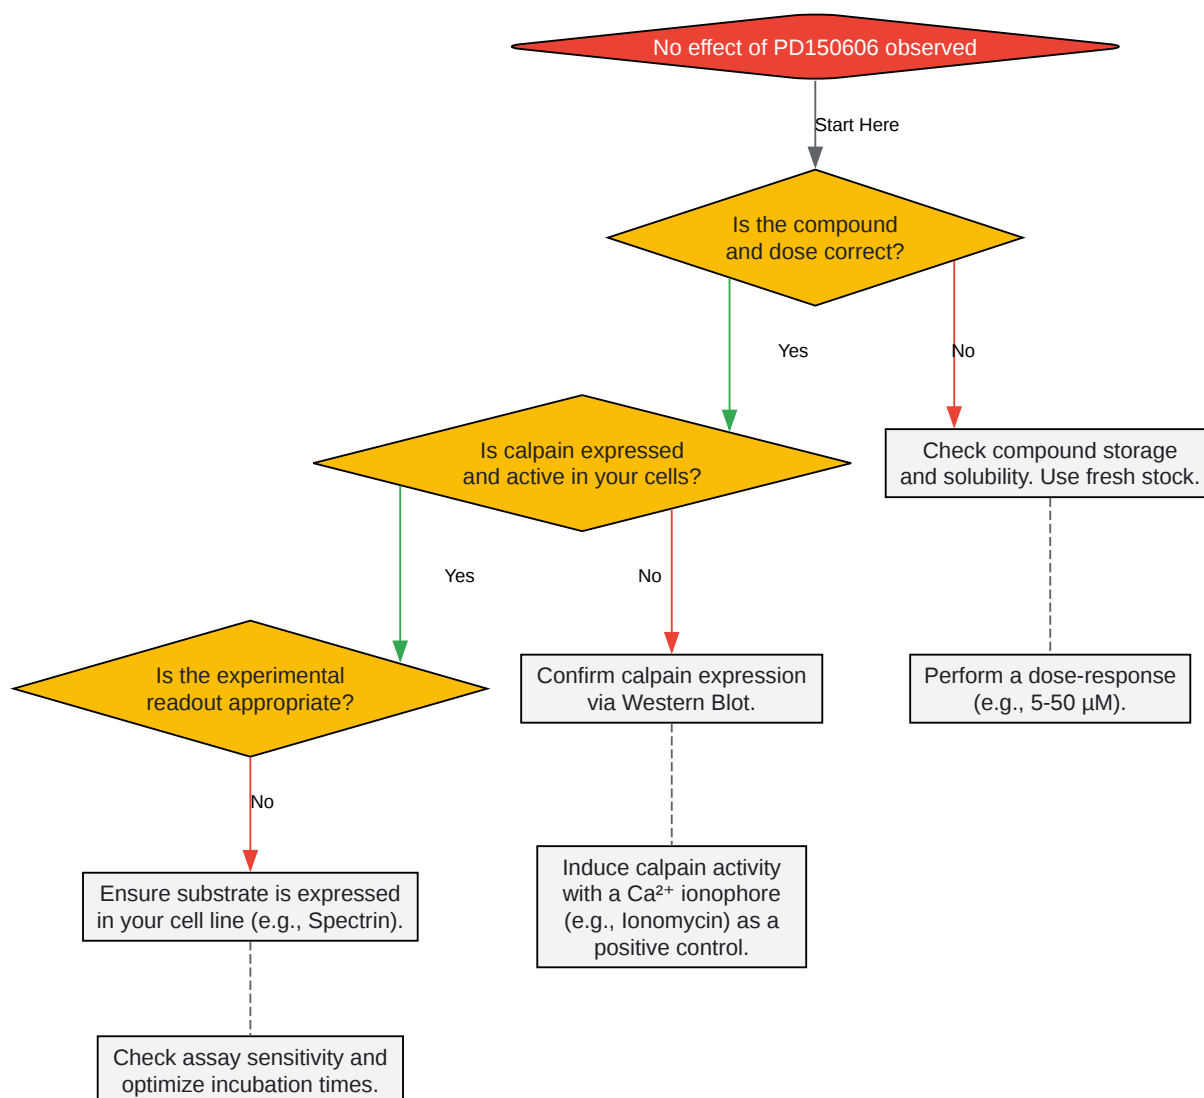 No effect of PD150606 observed
Start Here
Is the compound
and dose correct?
Yes
No
Is calpain expressed
and active in your cells?
Check compound storage
and solubility. Use fresh stock.
Yes
No
Is the experimental
readout appropriate?
Confirm calpain expression
via Western Blot.
Perform a dose-response
(e.g., 5-50 µM).
No
Ensure substrate is expressed
in your cell line (e.g., Spectrin).
Induce calpain activity
with a Ca²⁺ ionophore
(e.g., Ionomycin) as a
positive control.
Check assay sensitivity and
optimize incubation times.